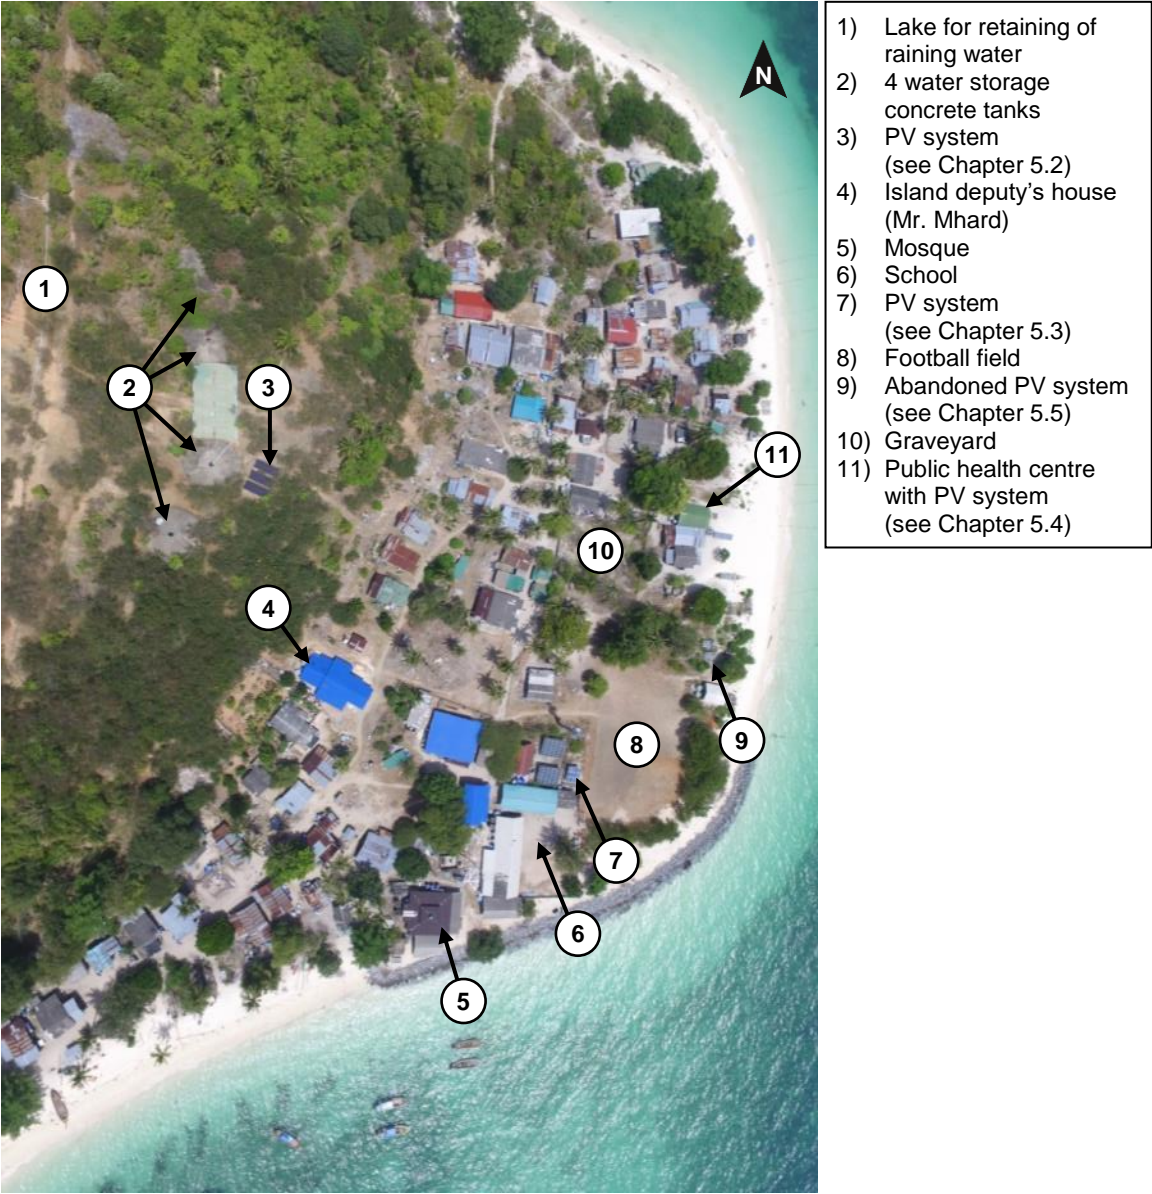 N
1
2
3
11
10
4
8
9
7
6
5
1) Lake for retaining of
raining water
2) 4 water storage
concrete tanks
3) PV system
(see Chapter 5.2)
4) Island deputy’s house
(Mr. Mhard)
5) Mosque
6) School
7) PV system
(see Chapter 5.3)
8) Football field
9) Abandoned PV system
(see Chapter 5.5)
10) Graveyard
11) Public health centre
with PV system
(see Chapter 5.4)